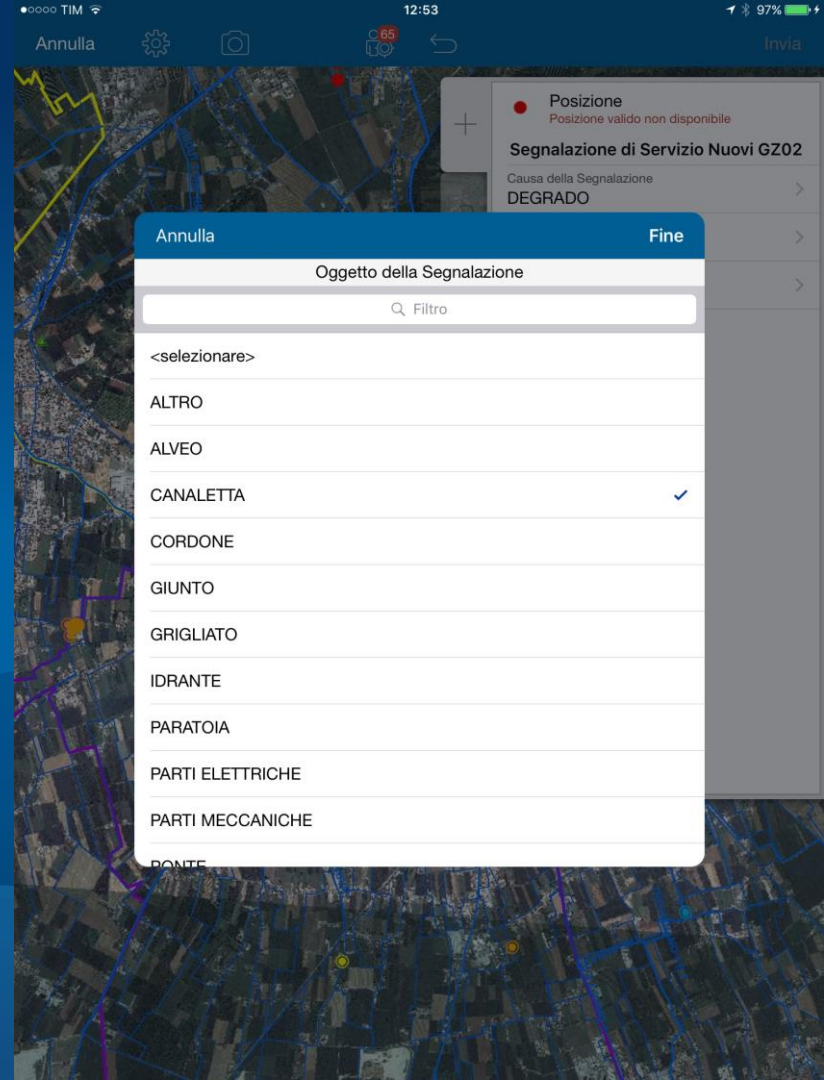 TIM
12:53
97%
Annulla
65
Invia
Posizione
Posizione valido non disponibile
Segnalazione di Servizio Nuovi GZ02
Causa della Segnalazione
DEGRADO
Annulla
Fine
Oggetto della Segnalazione
Filtro
<selezionare>
ALTRO
ALVEO
CANALETTA
CORDONE
GIUNTO
GRIGLIATO
IDRANTE
PARATOIA
PARTI ELETTRICHE
PARTI MECCANICHE
PONTE